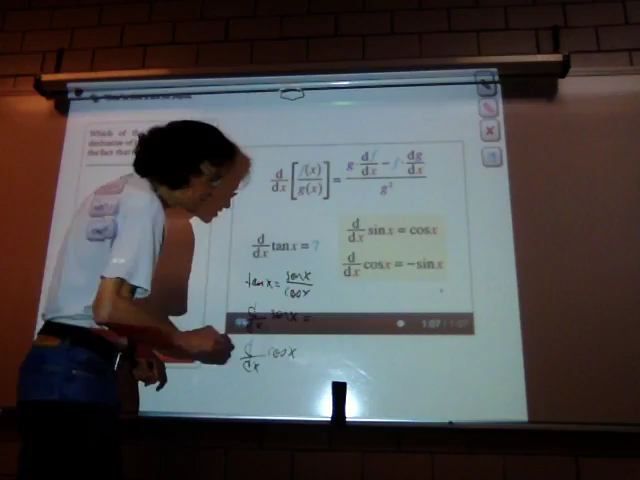 Which of the
derivative of
the fact that
d/dx [f(x)/g(x)] = (g · df/dx − f · dg/dx)/g²
d/dx tan x = ?
d/dx sin x = cos x
d/dx cos x = −sin x
tan x = sin x/cos x
d/dx sin x =
1:07 / 1:07
d/dx cos x